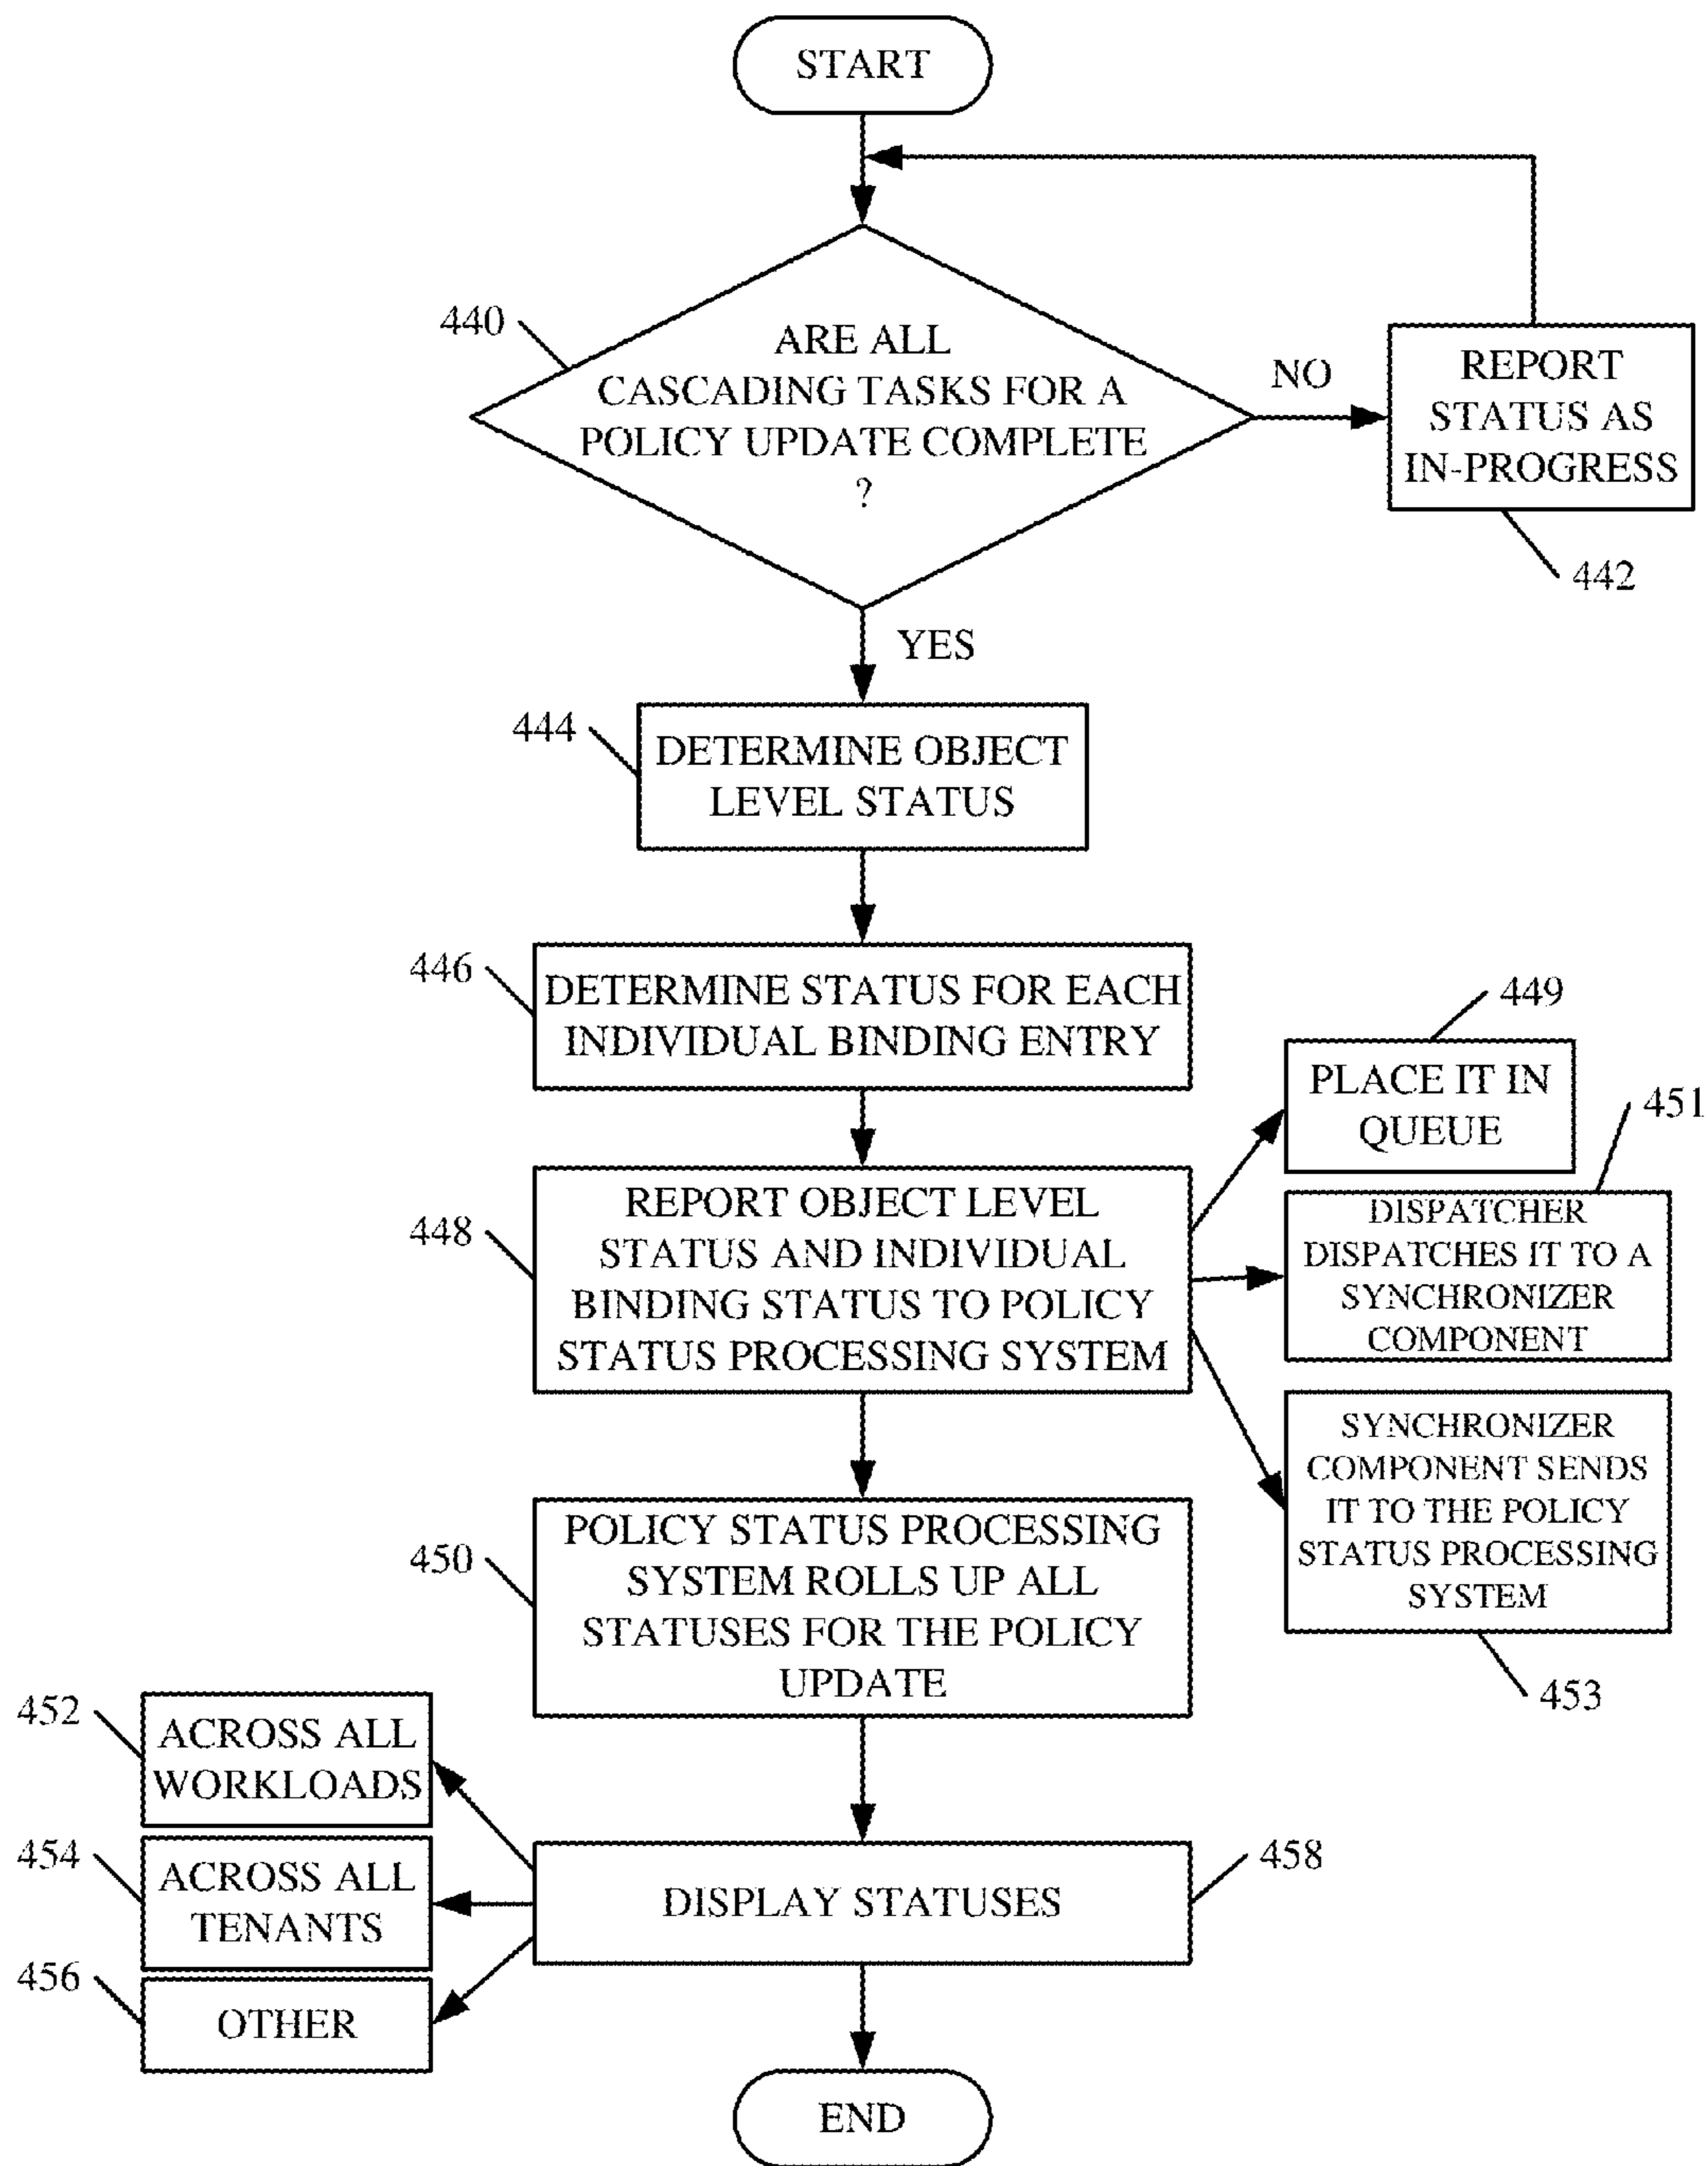 START
440
ARE ALL
CASCADING TASKS FOR A
POLICY UPDATE COMPLETE
?
NO
REPORT
STATUS AS
IN-PROGRESS
442
YES
444
DETERMINE OBJECT
LEVEL STATUS
446
DETERMINE STATUS FOR EACH
INDIVIDUAL BINDING ENTRY
449
PLACE IT IN
QUEUE
451
448
REPORT OBJECT LEVEL
STATUS AND INDIVIDUAL
BINDING STATUS TO POLICY
STATUS PROCESSING SYSTEM
DISPATCHER
DISPATCHES IT TO A
SYNCHRONIZER
COMPONENT
SYNCHRONIZER
COMPONENT SENDS
IT TO THE POLICY
STATUS PROCESSING
SYSTEM
453
450
POLICY STATUS PROCESSING
SYSTEM ROLLS UP ALL
STATUSES FOR THE POLICY
UPDATE
452
ACROSS ALL
WORKLOADS
454
ACROSS ALL
TENANTS
456
OTHER
DISPLAY STATUSES
458
END